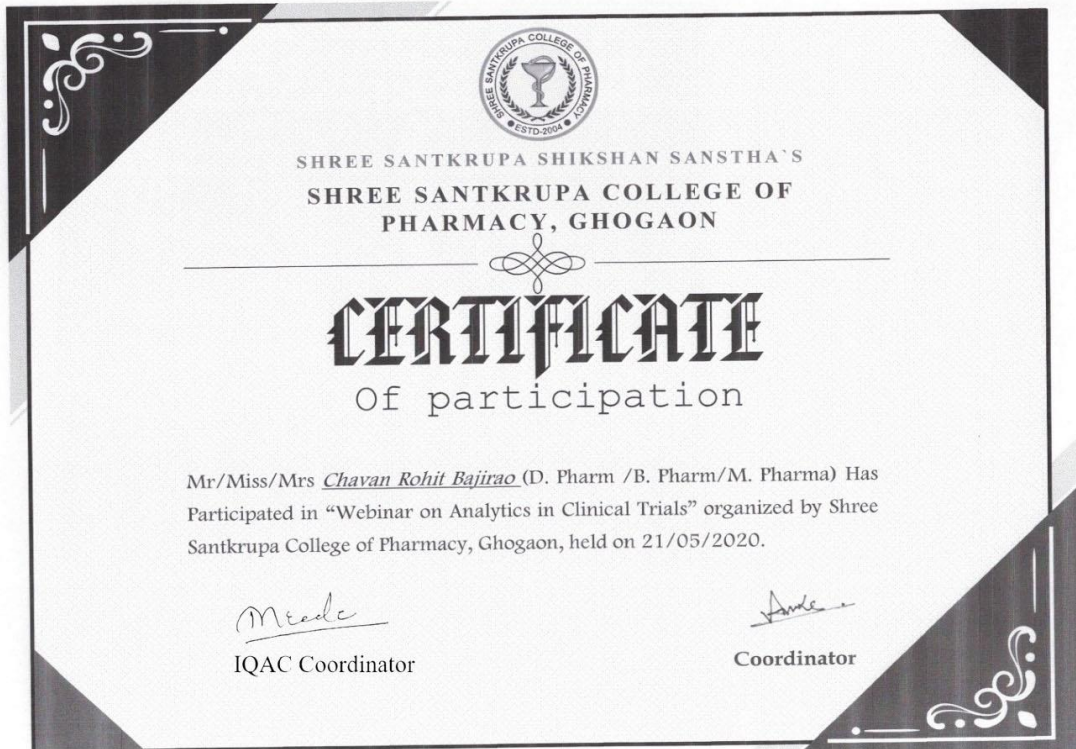 SHREE SANTKRUPA COLLEGE OF PHARMACY
ESTD-2004
SHREE SANTKRUPA SHIKSHAN SANSTHA`S
SHREE SANTKRUPA COLLEGE OF
PHARMACY, GHOGAON
CERTIFICATE
Of participation
Mr/Miss/Mrs Chavan Rohit Bajirao (D. Pharm /B. Pharm/M. Pharma) Has
Participated in “Webinar on Analytics in Clinical Trials” organized by Shree
Santkrupa College of Pharmacy, Ghogaon, held on 21/05/2020.
IQAC Coordinator
Coordinator